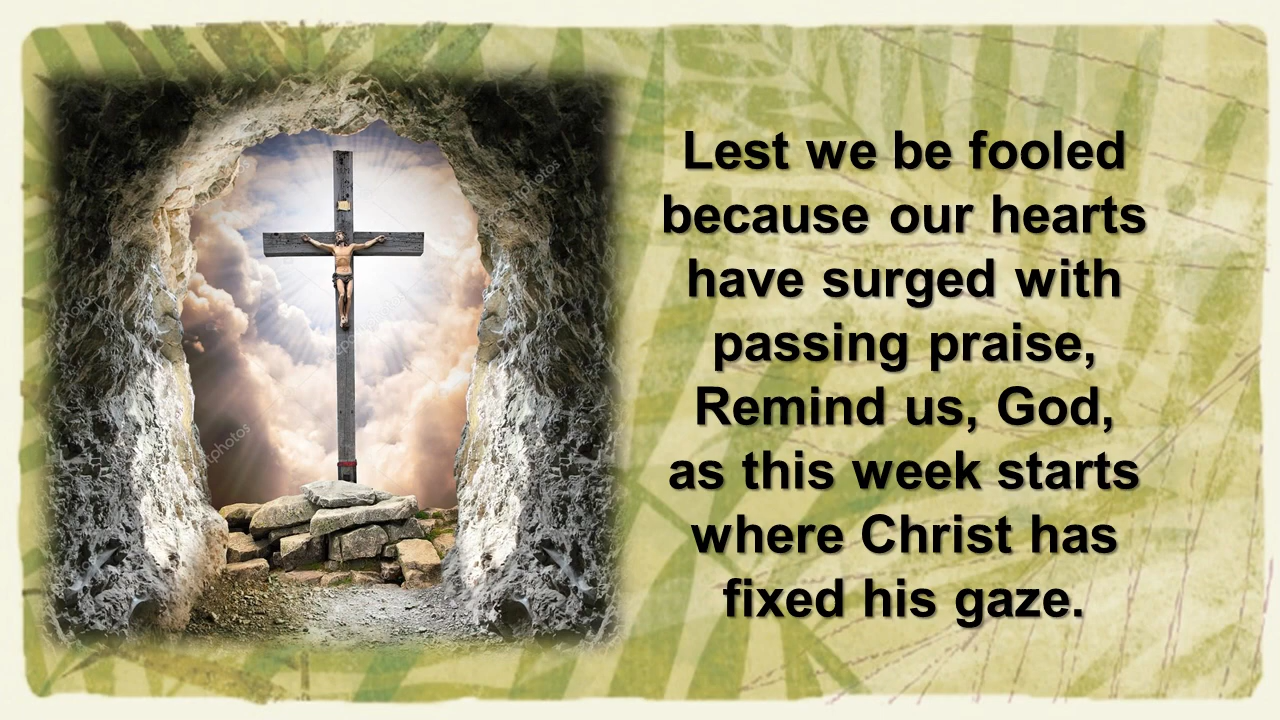 Lest we be fooled
because our hearts
have surged with
passing praise,
Remind us, God,
as this week starts
where Christ has
fixed his gaze.